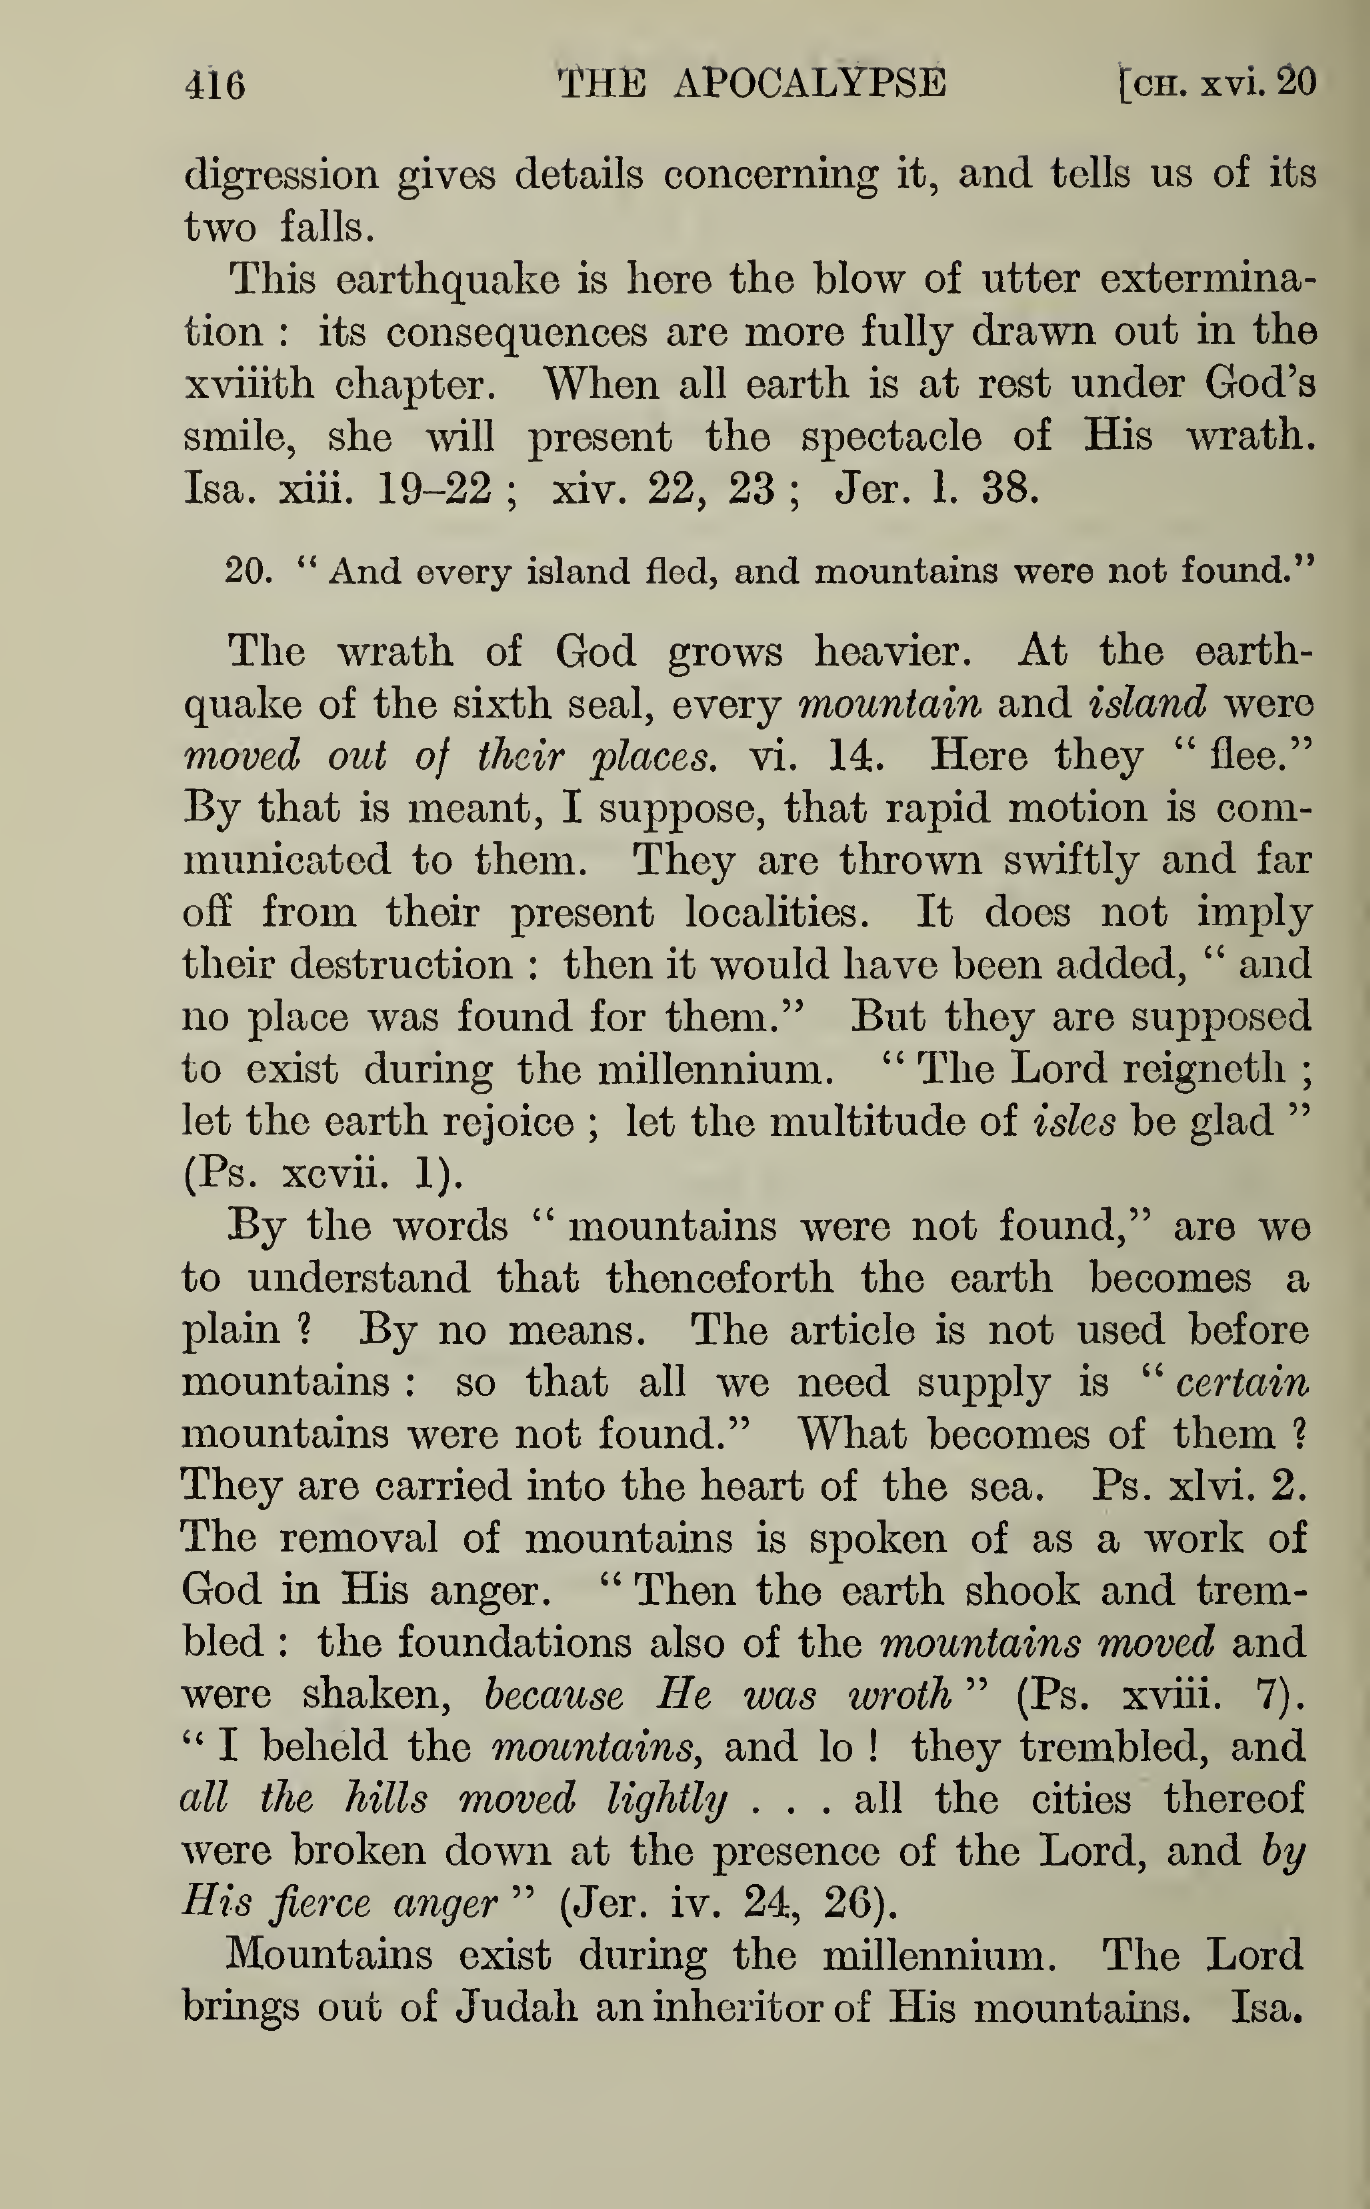 416 THE APOCALYPSE [CH. xvi. 20
digression gives details concerning it, and tells us of its
two falls.
This earthquake is here the blow of utter extermina-
tion : its consequences are more fully drawn out in the
xviiith chapter. When all earth is at rest under God's
smile, she will present the spectacle of His wrath.
Isa. xiii. 19–22 ; xiv. 22, 23 ; Jer. l. 38.
20. “ And every island fled, and mountains were not found.”
The wrath of God grows heavier. At the earth-
quake of the sixth seal, every mountain and island were
moved out of their places. vi. 14. Here they “ flee.”
By that is meant, I suppose, that rapid motion is com-
municated to them. They are thrown swiftly and far
off from their present localities. It does not imply
their destruction : then it would have been added, “ and
no place was found for them.” But they are supposed
to exist during the millennium. “ The Lord reigneth ;
let the earth rejoice ; let the multitude of isles be glad ”
(Ps. xcvii. 1).
By the words “ mountains were not found,” are we
to understand that thenceforth the earth becomes a
plain ? By no means. The article is not used before
mountains : so that all we need supply is “ certain
mountains were not found.” What becomes of them ?
They are carried into the heart of the sea. Ps. xlvi. 2.
The removal of mountains is spoken of as a work of
God in His anger. “ Then the earth shook and trem-
bled : the foundations also of the mountains moved and
were shaken, because He was wroth ” (Ps. xviii. 7).
“ I beheld the mountains, and lo ! they trembled, and
all the hills moved lightly . . . all the cities thereof
were broken down at the presence of the Lord, and by
His fierce anger ” (Jer. iv. 24, 26).
Mountains exist during the millennium. The Lord
brings out of Judah an inheritor of His mountains. Isa.